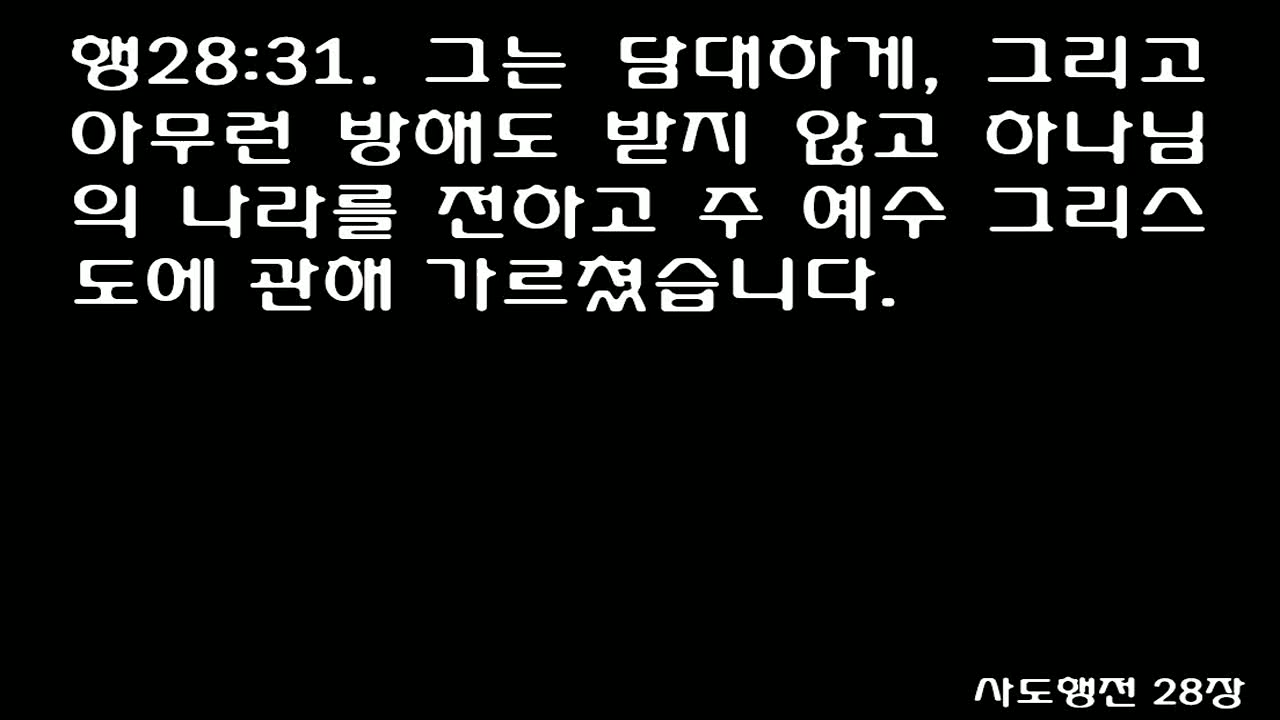 행28:31. 그는 담대하게, 그리고
아무런 방해도 받지 않고 하나님
의 나라를 전하고 주 예수 그리스
도에 관해 가르쳤습니다.
사도행전 28장